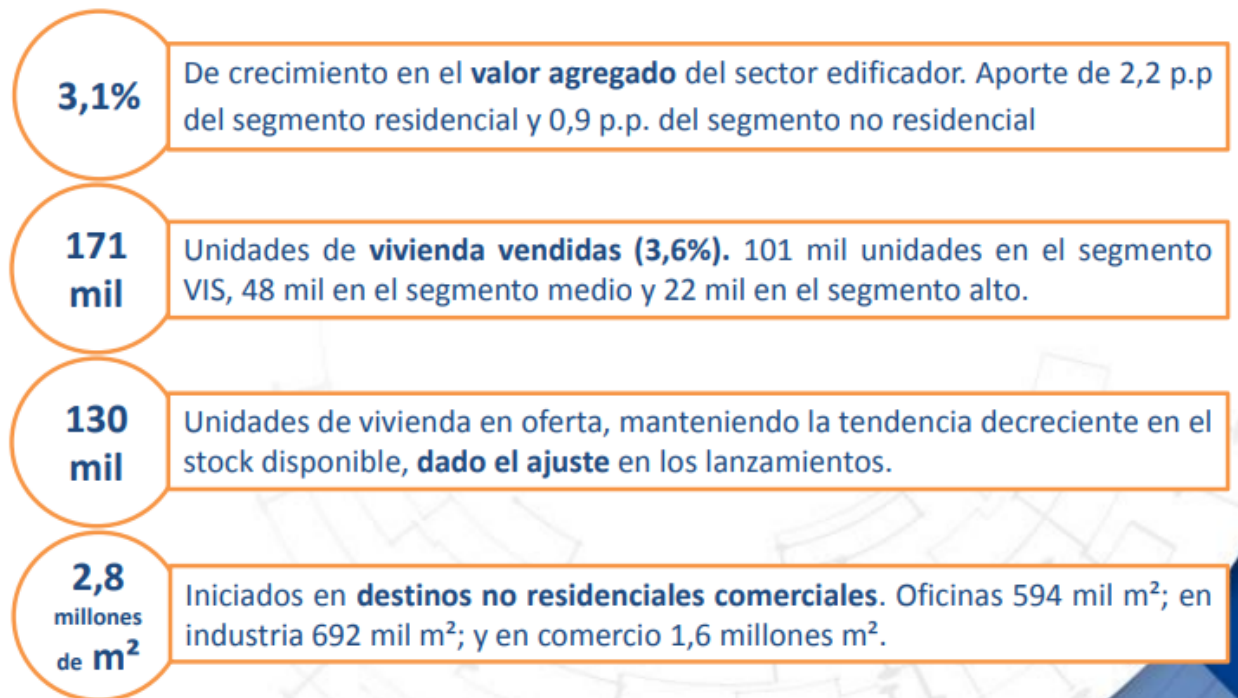 3,1%
De crecimiento en el valor agregado del sector edificador. Aporte de 2,2 p.p
del segmento residencial y 0,9 p.p. del segmento no residencial
171
mil
Unidades de vivienda vendidas (3,6%). 101 mil unidades en el segmento
VIS, 48 mil en el segmento medio y 22 mil en el segmento alto.
130
mil
Unidades de vivienda en oferta, manteniendo la tendencia decreciente en el
stock disponible, dado el ajuste en los lanzamientos.
2,8
millones
de m²
Iniciados en destinos no residenciales comerciales. Oficinas 594 mil m²; en
industria 692 mil m²; y en comercio 1,6 millones m².